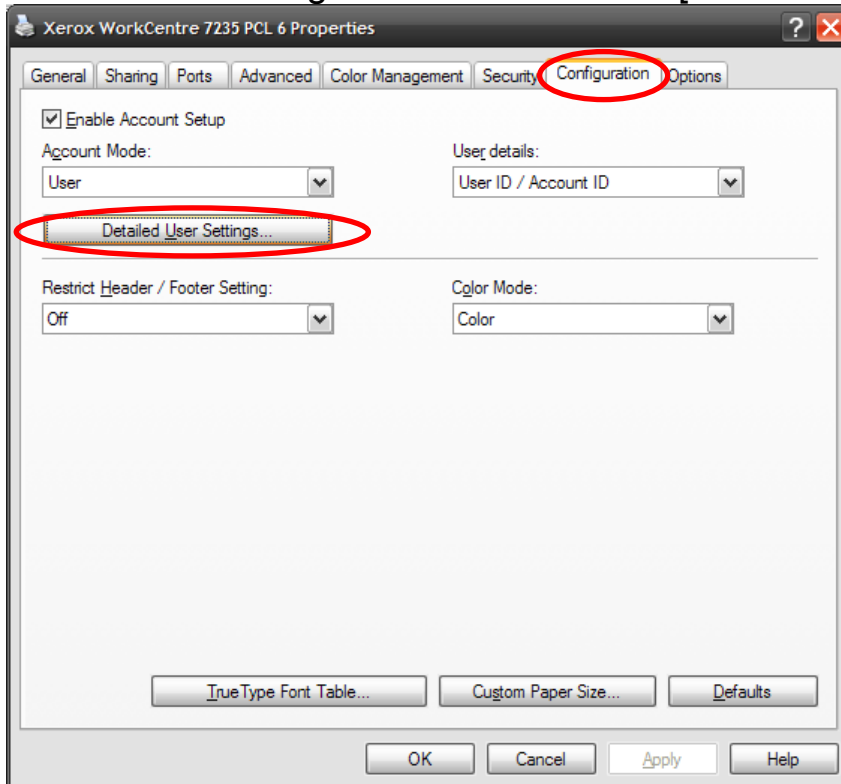 Xerox WorkCentre 7235 PCL 6 Properties
General Sharing Ports Advanced Color Management Security Configuration Options
Enable Account Setup
Account Mode: User details:
User User ID / Account ID
Detailed User Settings...
Restrict Header / Footer Setting: Color Mode:
Off Color
TrueType Font Table... Custom Paper Size... Defaults
OK Cancel Apply Help